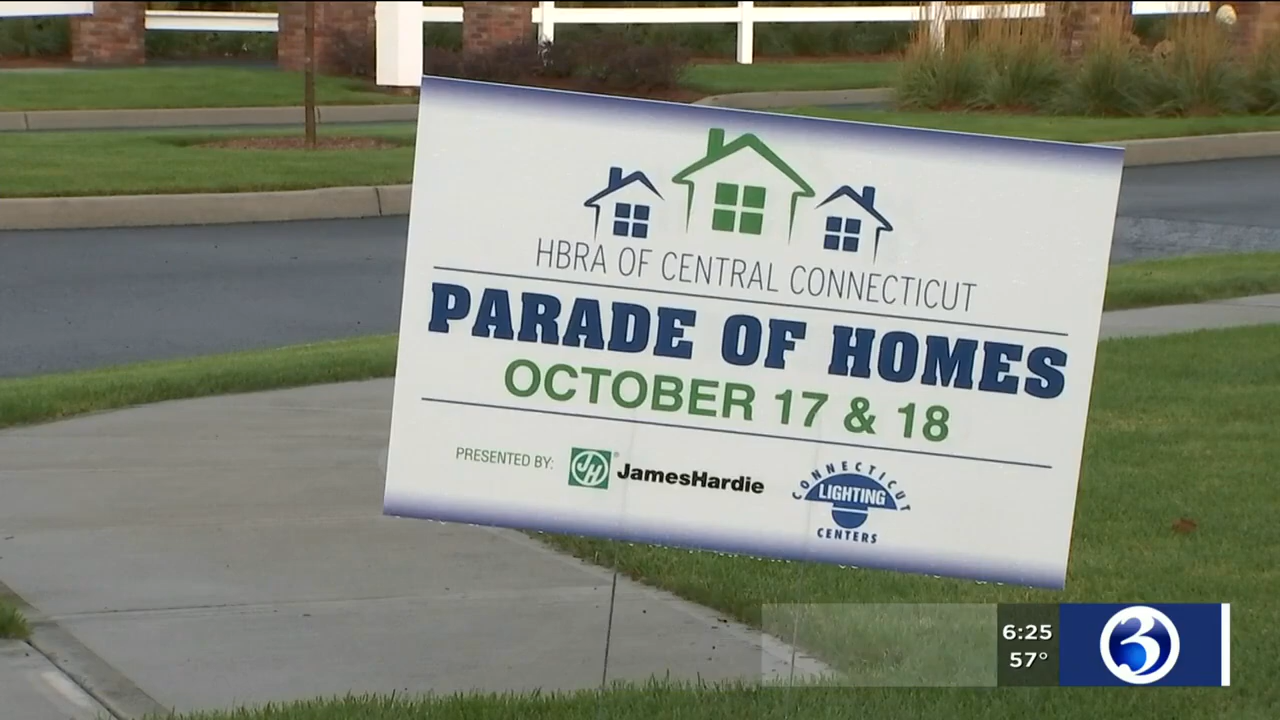 HBRA OF CENTRAL CONNECTICUT
PARADE OF HOMES
OCTOBER 17 & 18
PRESENTED BY: JH JamesHardie
CONNECTICUT
LIGHTING
CENTERS
6:25
57°
3